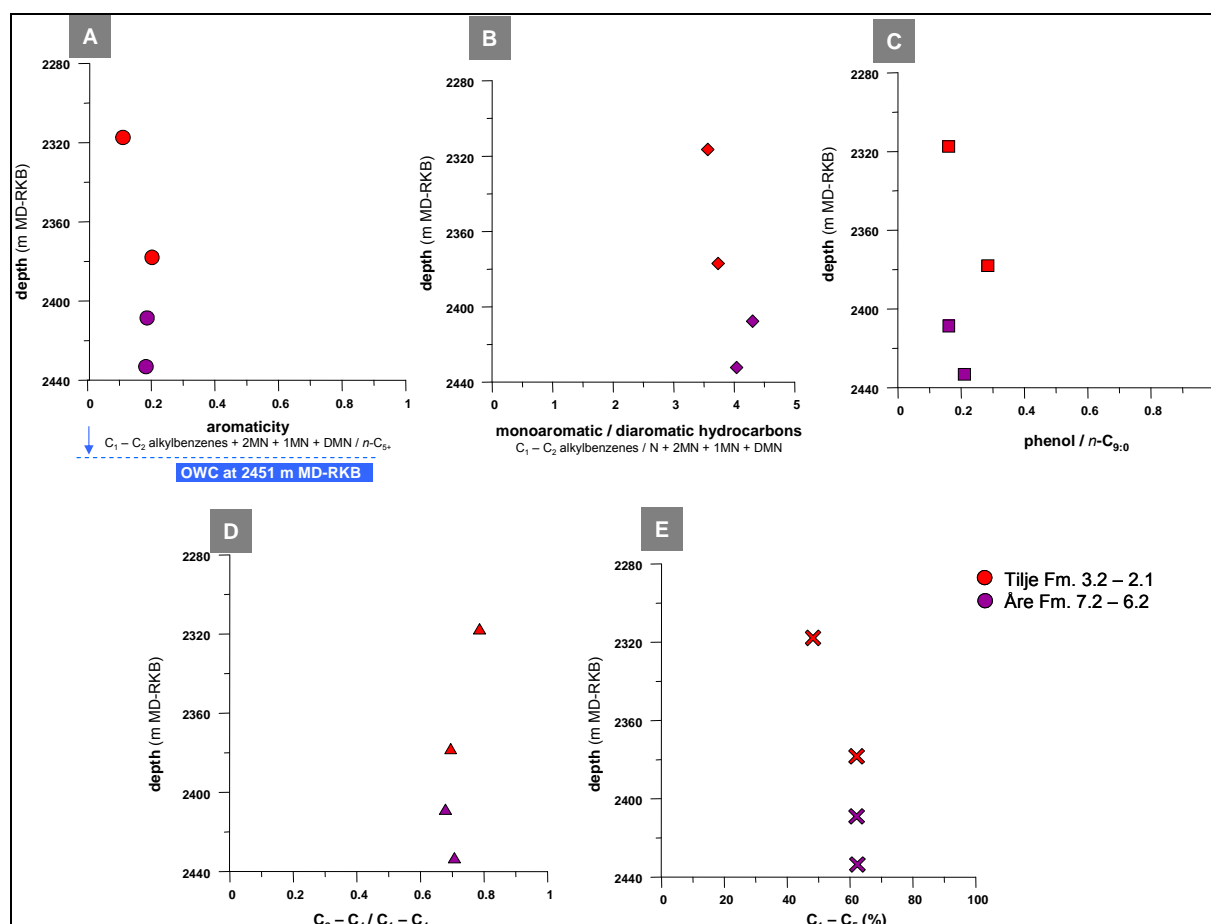 A
2280
2320
2360
2400
2440
depth (m MD-RKB)
0 0.2 0.4 0.6 0.8 1
aromaticity
C₁ – C₂ alkylbenzenes + 2MN + 1MN + DMN / n-C₅₊
OWC at 2451 m MD-RKB
B
2280
2320
2360
2400
2440
depth (m MD-RKB)
0 1 2 3 4 5
monoaromatic / diaromatic hydrocarbons
C₁ – C₂ alkylbenzenes / N + 2MN + 1MN + DMN
C
2280
2320
2360
2400
2440
depth (m MD-RKB)
0 0.2 0.4 0.6 0.8
phenol / n-C₉:₀
D
2280
2320
2360
2400
2440
depth (m MD-RKB)
0 0.2 0.4 0.6 0.8 1
C₂ – C₄ / C₁ – C₄
E
2280
2320
2360
2400
2440
depth (m MD-RKB)
0 20 40 60 80 100
C₁ – C₅ (%)
Tilje Fm. 3.2 – 2.1
Åre Fm. 7.2 – 6.2